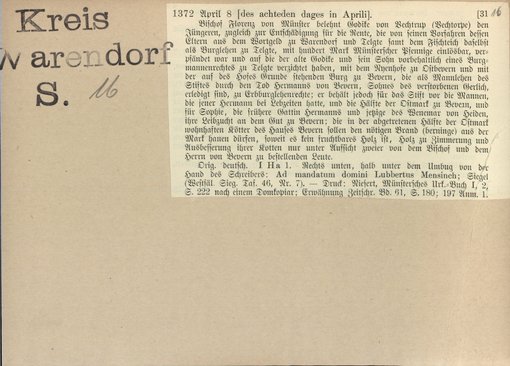 Kreis
Warendorf
S. 16
1372 April 8 [des achteden dages in Aprili]. [31 16
Bischof Florenz von Münster belehnt Godike von Vechtrup (Vechtorpe) den
Jüngeren, zugleich zur Entschädigung für die Rente, die von seinen Vorfahren dessen
Eltern aus dem Wortgeld zu Warendorf und Telgte samt dem Fischteich daselbst
als Burglehen zu Telgte, mit hundert Mark Münsterscher Pfennige einlösbar, ver-
pfändet war und auf die der alte Godike und sein Sohn vorbehaltlich eines Burg-
mannenrechtes zu Telgte verzichtet haben, mit dem Nyenhofe zu Ostbevern und mit
der auf des Hofes Grunde stehenden Burg zu Bevern, die als Mannlehen des
Stiftes durch den Tod Hermanns von Bevern, Sohnes des verstorbenen Gerlich,
erledigt sind, zu Erbburglehenrechte; er behält jedoch für das Stift vor die Mannen,
die jener Hermann bei Lebzeiten hatte, und die Hälfte der Ostmark zu Bevern, und
für Sophie, die frühere Gattin Hermanns und jetzige des Wenemar von Heiden,
ihre Leibzucht an dem Gut zu Bevern; die in der abgetretenen Hälfte der Ostmark
wohnhaften Kötter des Hauses Bevern sollen den nötigen Brand (berninge) aus der
Mark hauen dürfen, soweit es kein fruchtbares Holz ist, Holz zu Zimmerung und
Ausbesserung ihrer Kotten nur unter Aufsicht zweier von dem Bischof und dem
Herrn von Bevern zu bestellenden Leute.
Orig. deutsch. I Ha 1. Rechts unten, halb unter dem Umbug von der
Hand des Schreibers: Ad mandatum domini Lubbertus Mensinch; Siegel
(Westfäl. Sieg. Taf. 46, Nr. 7). — Druck: Niesert, Münstersches Urk.-Buch I, 2,
S. 222 nach einem Domkopiar; Erwähnung Zeitschr. Bd. 61, S. 180; 197 Anm. 1.